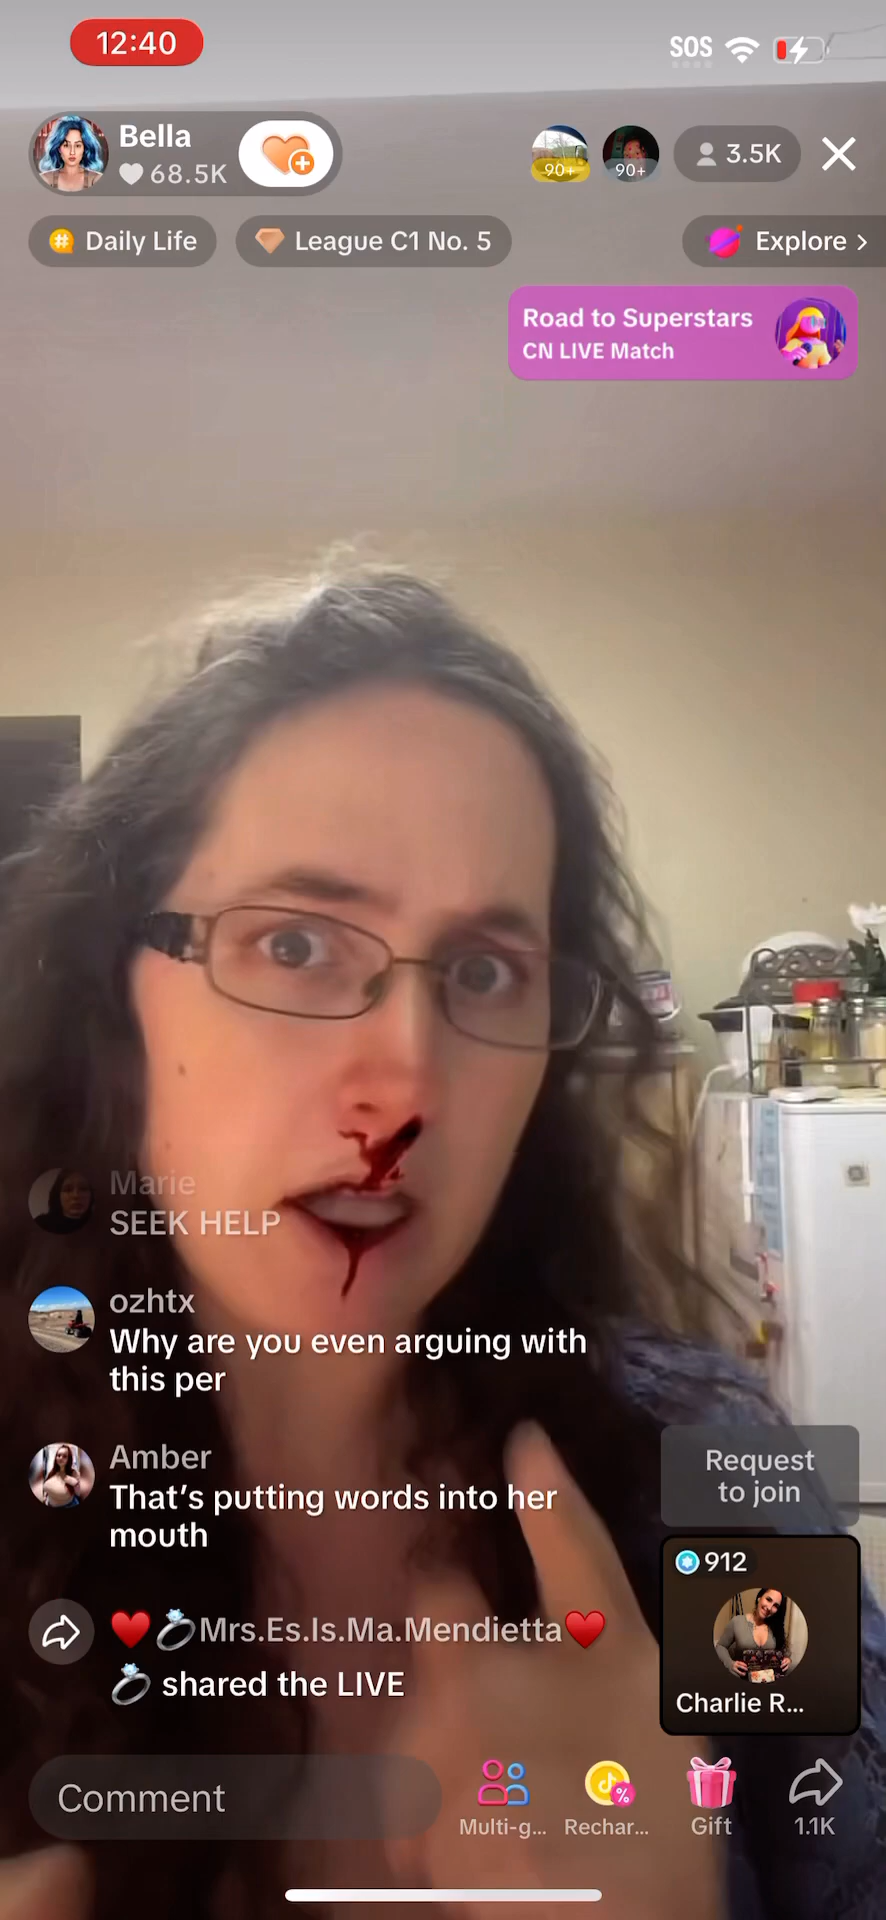 12:40
SOS
Bella
68.5K
90+
90+
3.5K
Daily Life
League C1 No. 5
Explore >
Road to Superstars
CN LIVE Match
Marie
SEEK HELP
ozhtx
Why are you even arguing with
this per
Amber
That's putting words into her
mouth
Request
to join
912
❤️💍Mrs.Es.Is.Ma.Mendietta❤️
💍 shared the LIVE
Charlie R...
Comment
Multi-g...
Rechar...
Gift
1.1K